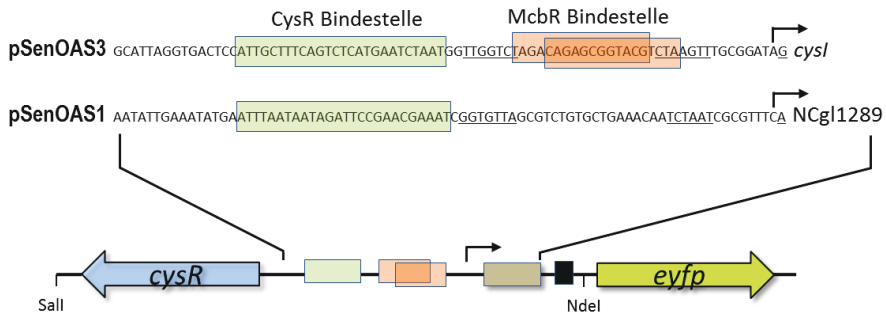 CysR Bindestelle McbR Bindestelle
pSenOAS3 GCATTAGGTGACTCCATTGCTTTCAGTCTCATGAATCTAATGGTTGGTCTAGACAGAGCGGTACGTCTAAGTTTGCGGATAG cysI
pSenOAS1 AATATTGAAATATGAATTTAATAATAGATTCCGAACGAAATCGGTGTTAGCGTCTGTGCTGAAACAATCTAATCGCGTTTCA NCgl1289
cysR eyfp
SalI NdeI